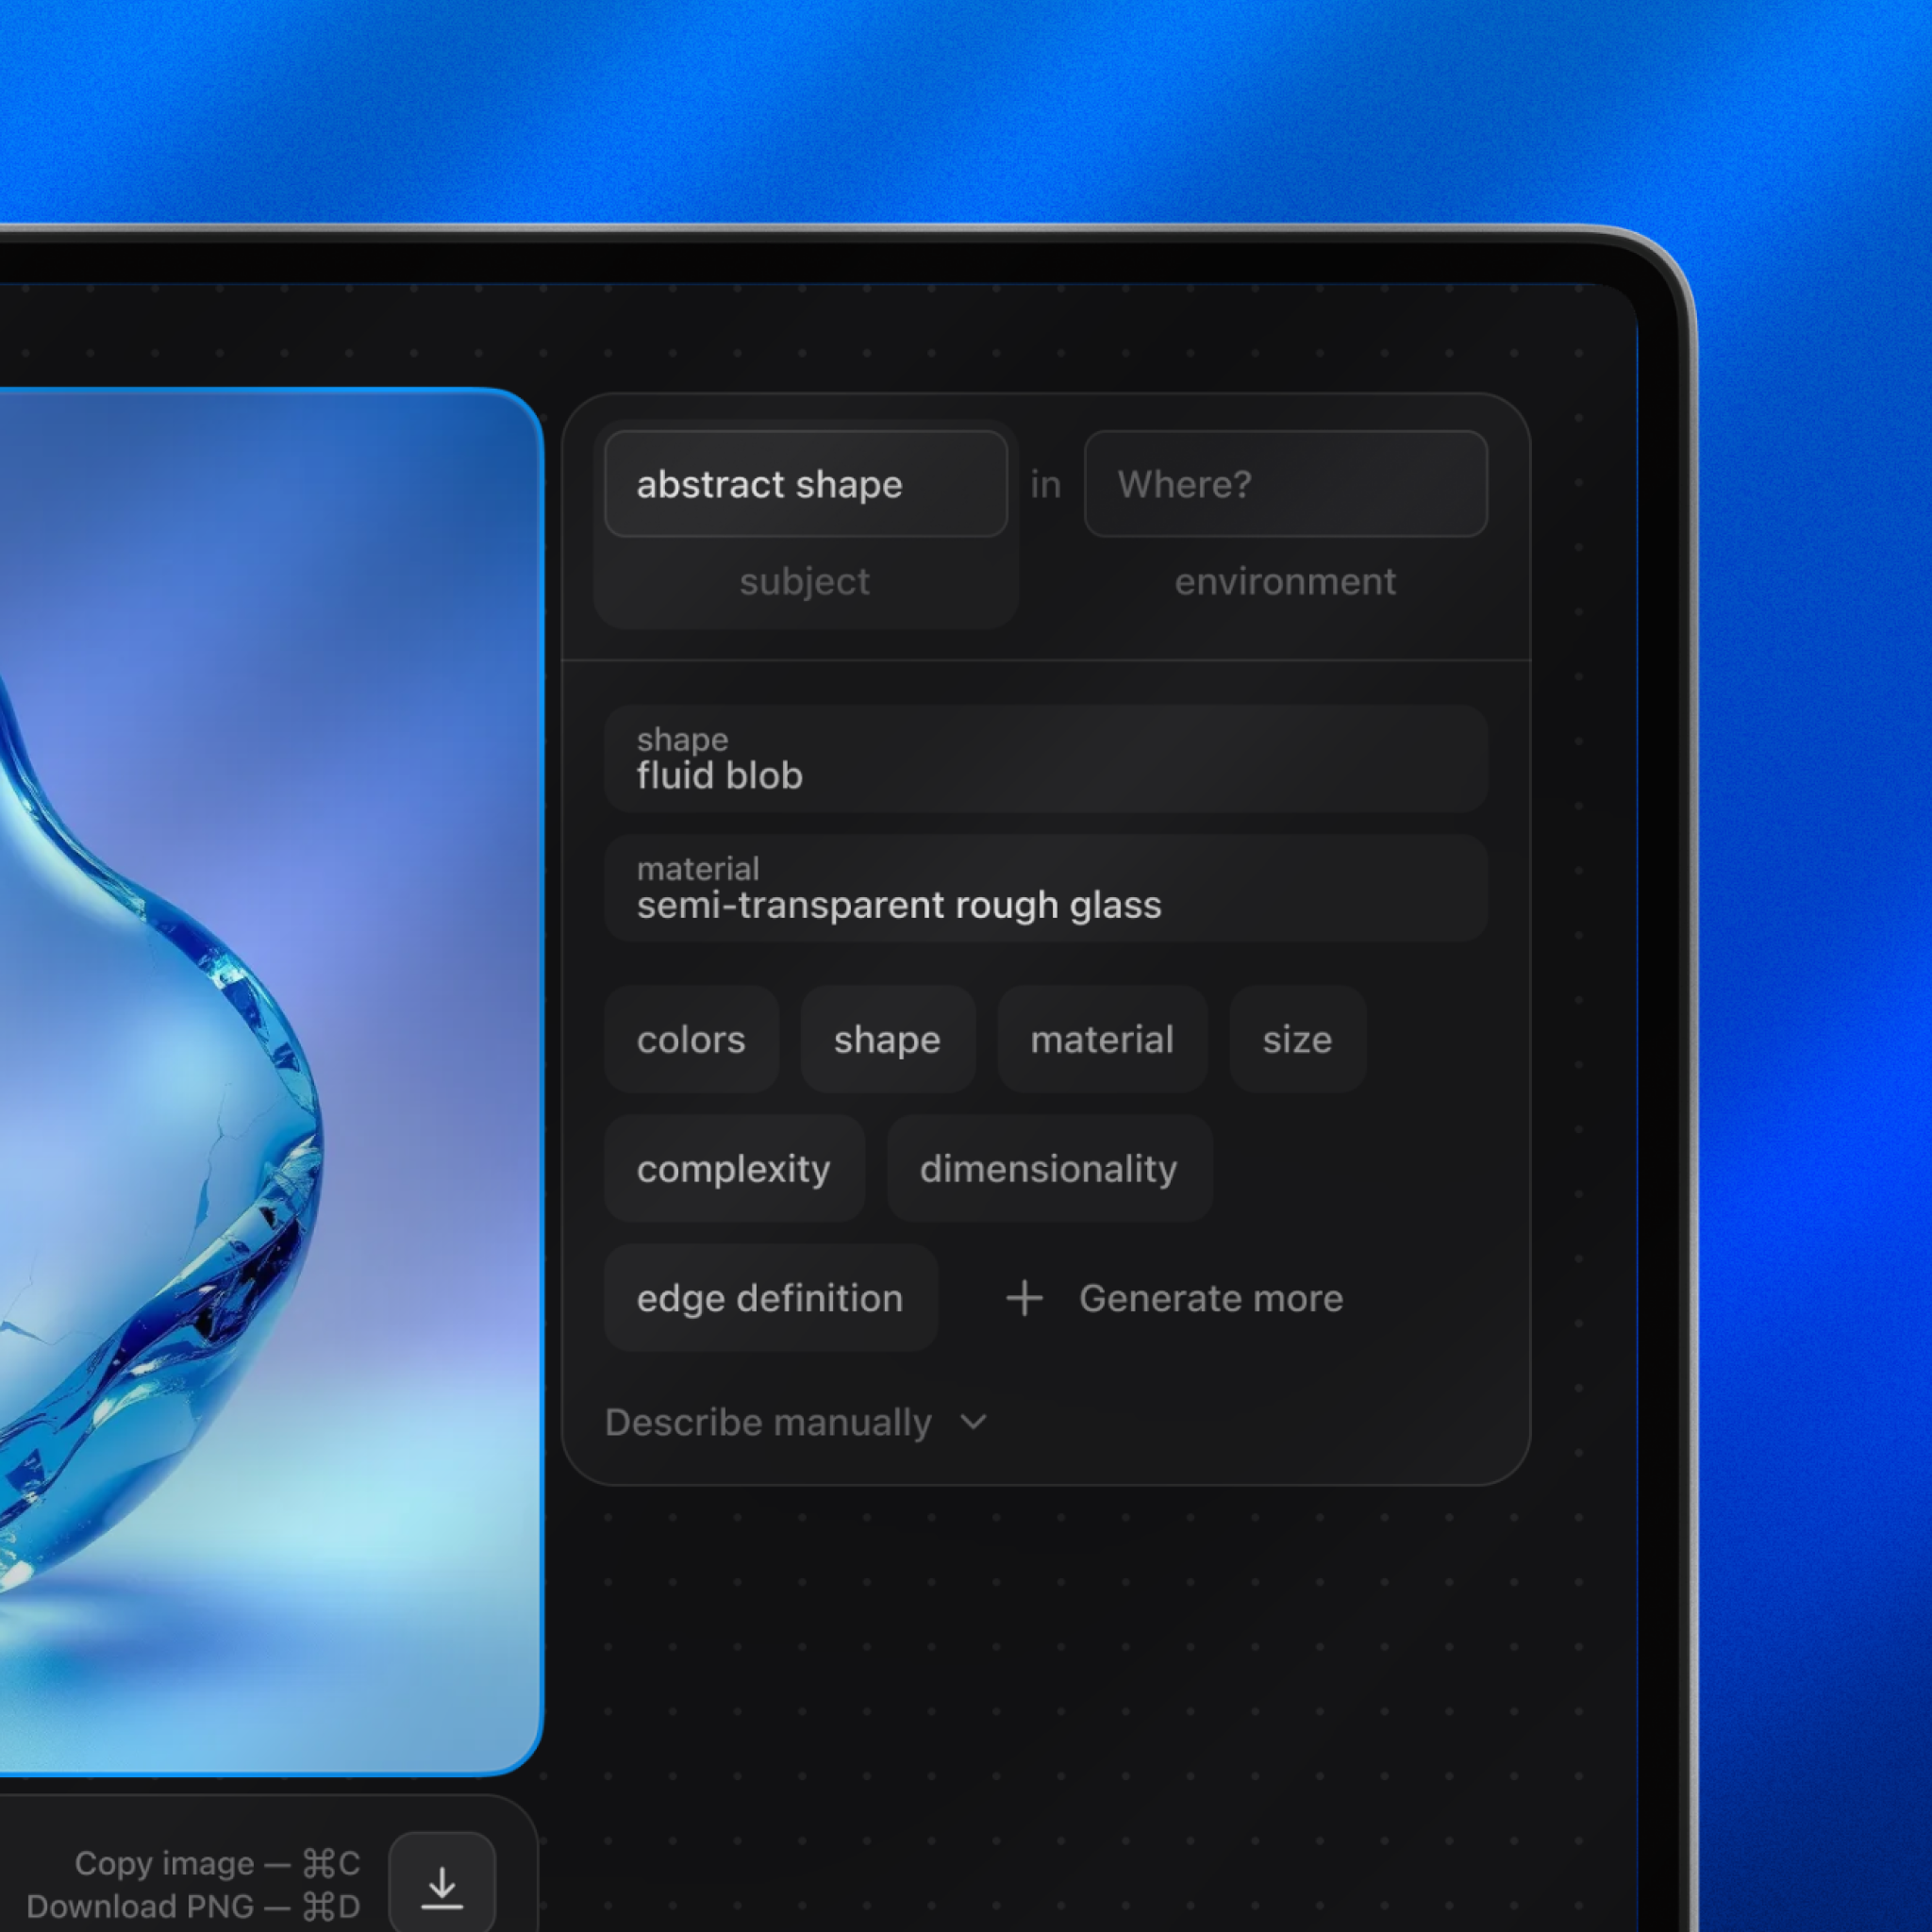 abstract shape in Where?
subject environment
shape
fluid blob
material
semi-transparent rough glass
colors shape material size
complexity dimensionality
edge definition + Generate more
Describe manually
Copy image — ⌘C
Download PNG — ⌘D